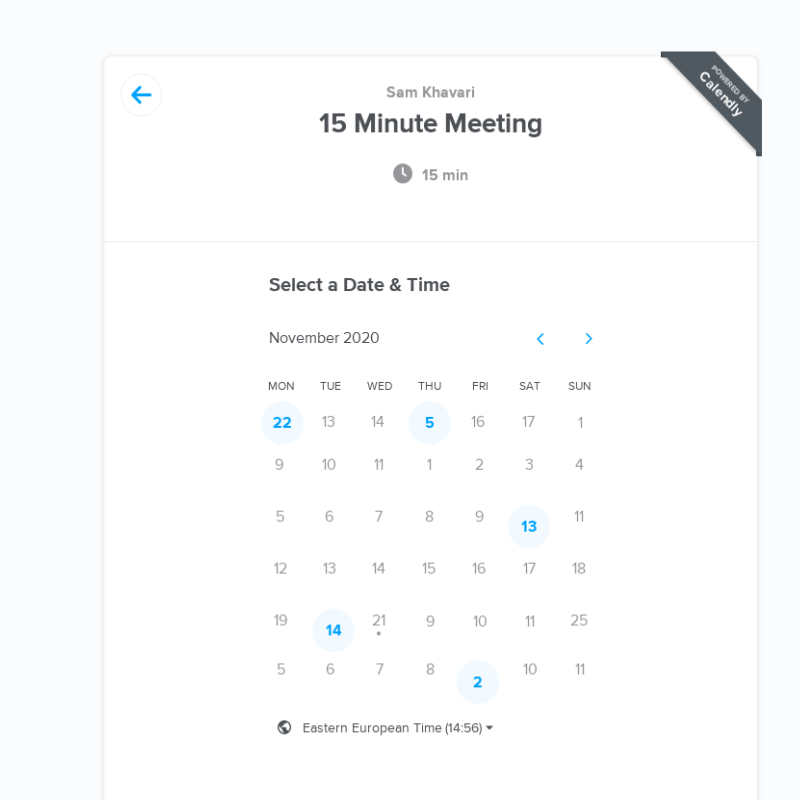 POWERED BY
Calendly
Sam Khavari
15 Minute Meeting
15 min
Select a Date & Time
November 2020
MON TUE WED THU FRI SAT SUN
22 13 14 5 16 17 1
9 10 11 1 2 3 4
5 6 7 8 9 13 11
12 13 14 15 16 17 18
19 14 21 9 10 11 25
5 6 7 8 2 10 11
Eastern European Time (14:56)